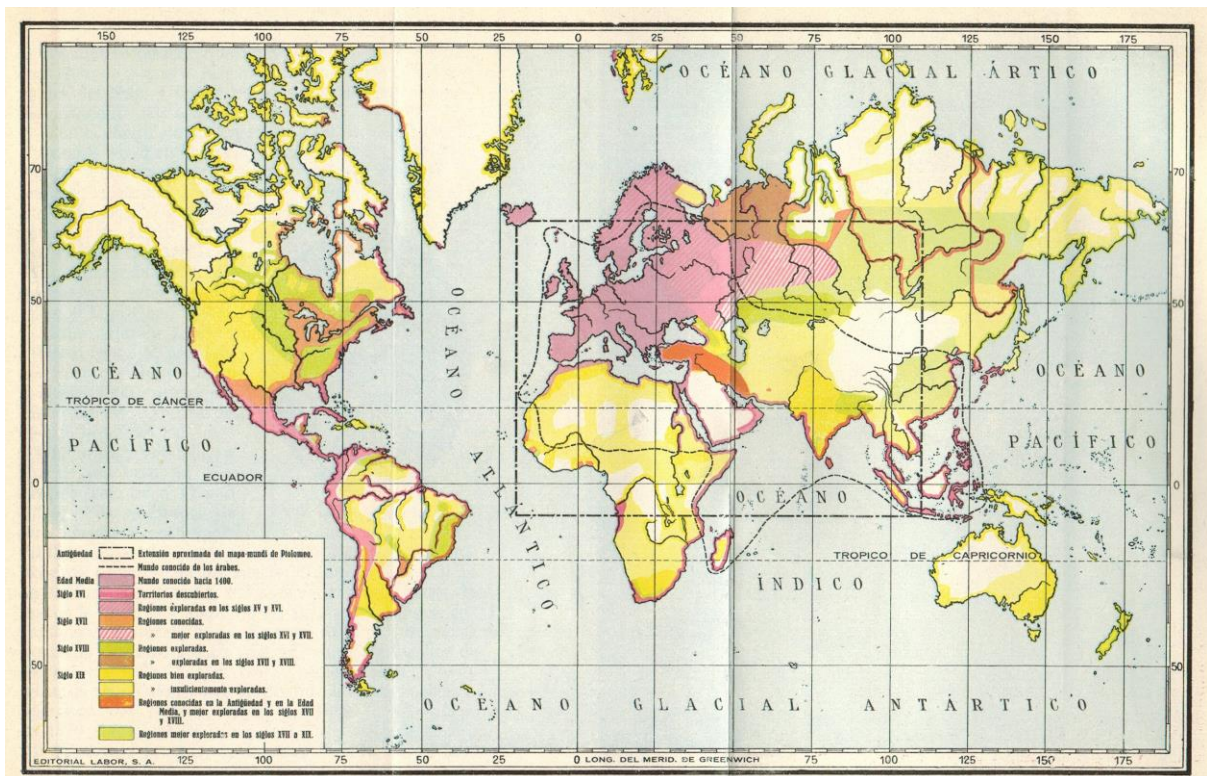 150 125 100 75 50 25 0 25 50 75 100 125 150 175
OCÉANO GLACIAL ÁRTICO
70 70
50 50
OCÉANO
PACÍFICO
TRÓPICO DE CÁNCER
ECUADOR
0 0
OCÉANO
ATLÁNTICO
OCÉANO
PACÍFICO
OCÉANO
ÍNDICO
TROPICO DE CAPRICORNIO
50 50
OCÉANO GLACIAL ANTÁRTICO
Antigüedad Extensión aproximada del mapa-mundi de Ptolomeo.
Mundo conocido de los árabes.
Edad Media Mundo conocido hacia 1400.
Siglo XVI Territorios descubiertos.
Regiones exploradas en los siglos XV y XVI.
Siglo XVII Regiones conocidas.
» mejor exploradas en los siglos XVI y XVII.
Siglo XVIII Regiones exploradas.
» exploradas en los siglos XVII y XVIII.
Siglo XIX Regiones bien exploradas.
» insuficientemente exploradas.
Regiones conocidas en la Antigüedad y en la Edad
Media, y mejor exploradas en los siglos XVII
y XVIII.
Regiones mejor exploradas en los siglos XVII a XIX.
150 125 100 75 50 25 0 LONG. DEL MERID. DE GREENWICH 75 100 125 150 175
EDITORIAL LABOR, S. A.